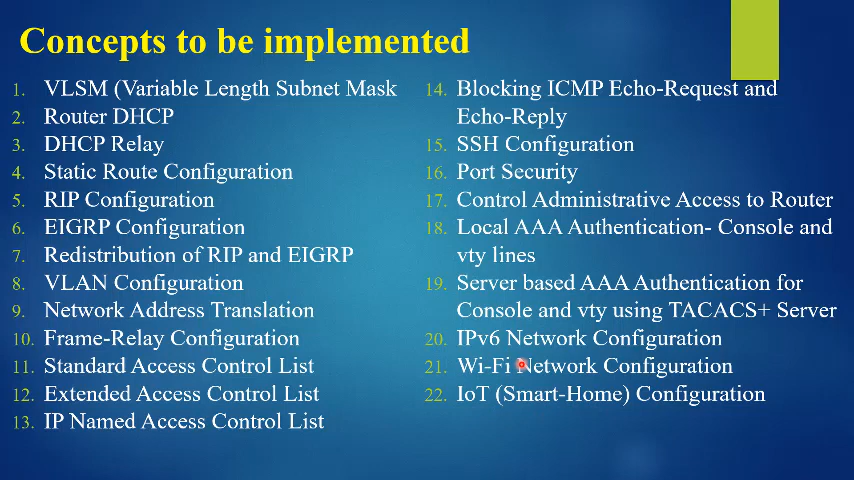 Concepts to be implemented
1. VLSM (Variable Length Subnet Mask
2. Router DHCP
3. DHCP Relay
4. Static Route Configuration
5. RIP Configuration
6. EIGRP Configuration
7. Redistribution of RIP and EIGRP
8. VLAN Configuration
9. Network Address Translation
10. Frame-Relay Configuration
11. Standard Access Control List
12. Extended Access Control List
13. IP Named Access Control List
14. Blocking ICMP Echo-Request and
Echo-Reply
15. SSH Configuration
16. Port Security
17. Control Administrative Access to Router
18. Local AAA Authentication- Console and
vty lines
19. Server based AAA Authentication for
Console and vty using TACACS+ Server
20. IPv6 Network Configuration
21. Wi-Fi Network Configuration
22. IoT (Smart-Home) Configuration